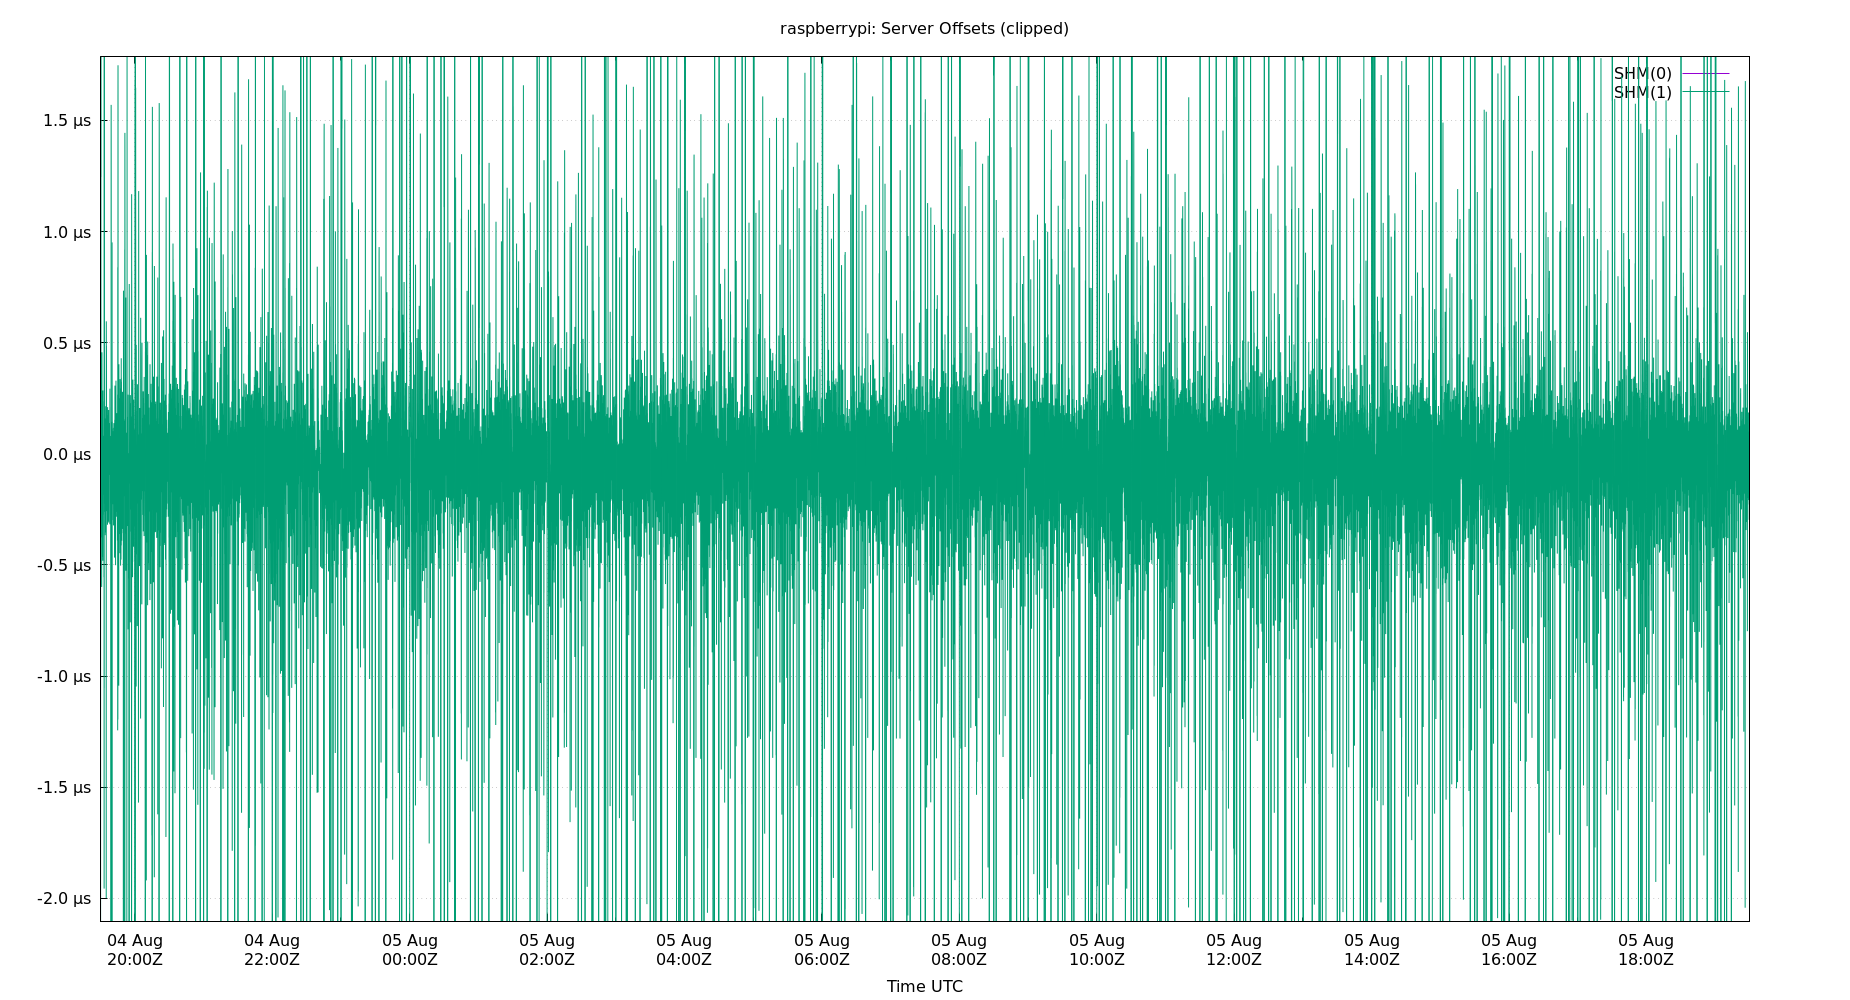 raspberrypi: Server Offsets (clipped)
SHM(0)
SHM(1)
1.5 µs
1.0 µs
0.5 µs
0.0 µs
-0.5 µs
-1.0 µs
-1.5 µs
-2.0 µs
04 Aug 04 Aug 05 Aug 05 Aug 05 Aug 05 Aug 05 Aug 05 Aug 05 Aug 05 Aug 05 Aug 05 Aug
20:00Z 22:00Z 00:00Z 02:00Z 04:00Z 06:00Z 08:00Z 10:00Z 12:00Z 14:00Z 16:00Z 18:00Z
Time UTC